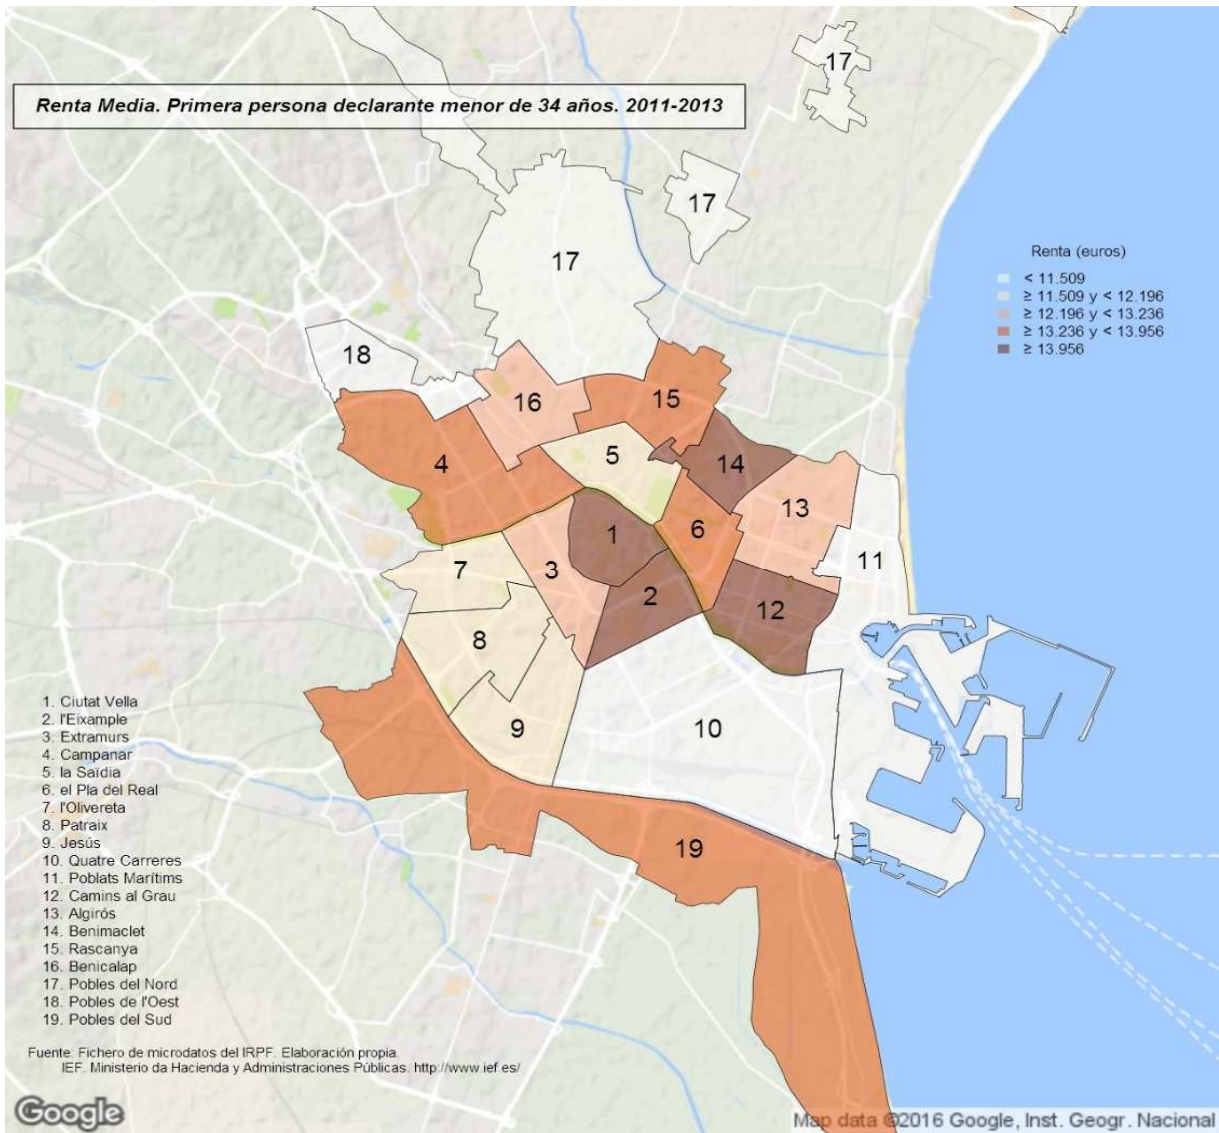 17
Renta Media. Primera persona declarante menor de 34 años. 2011-2013
17
17
Renta (euros)
< 11.509
≥ 11.509 y < 12.196
≥ 12.196 y < 13.236
≥ 13.236 y < 13.956
≥ 13.956
18
16
15
5
4
14
13
6
1
11
7
3
2
12
8
9
10
19
1. Ciutat Vella
2. l'Eixample
3. Extramurs
4. Campanar
5. la Saïdia
6. el Pla del Real
7. l'Olivereta
8. Patraix
9. Jesús
10. Quatre Carreres
11. Poblats Marítims
12. Camins al Grau
13. Algirós
14. Benimaclet
15. Rascanya
16. Benicalap
17. Pobles del Nord
18. Pobles de l'Oest
19. Pobles del Sud
Fuente: Fichero de microdatos del IRPF. Elaboración propia.
IEF. Ministerio da Hacienda y Administraciones Públicas. http://www.ief.es/
Google
Map data ©2016 Google, Inst. Geogr. Nacional